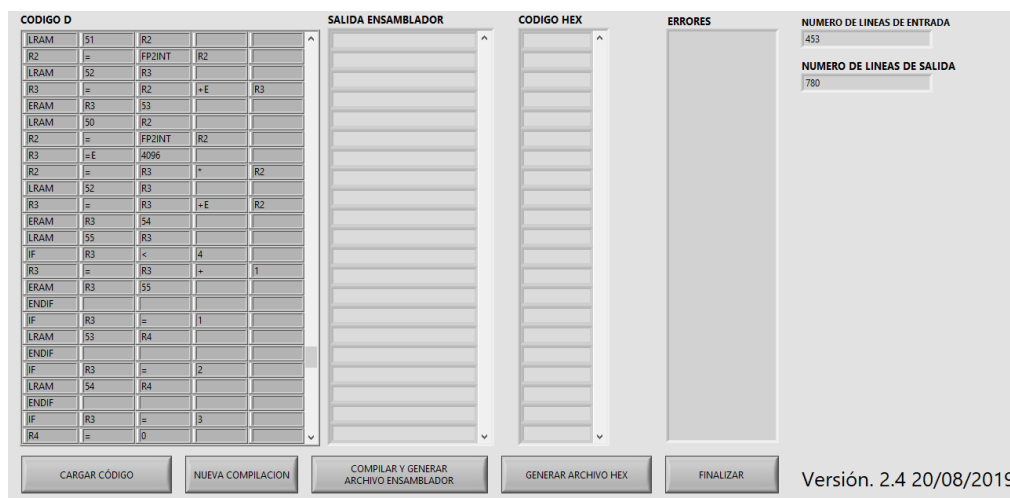 CODIGO D SALIDA ENSAMBLADOR CODIGO HEX ERRORES NUMERO DE LINEAS DE ENTRADA
453
NUMERO DE LINEAS DE SALIDA
780
LRAM 51 R2
R2 = FP2INT R2
LRAM 52 R3
R3 = R2 +E R3
ERAM R3 53
LRAM 50 R2
R2 = FP2INT R2
R3 =E 4096
R2 = R3 * R2
LRAM 52 R3
R3 = R3 +E R2
ERAM R3 54
LRAM 55 R3
IF R3 < 4
R3 = R3 + 1
ERAM R3 55
ENDIF
IF R3 = 1
LRAM 53 R4
ENDIF
IF R3 = 2
LRAM 54 R4
ENDIF
IF R3 = 3
R4 = 0
CARGAR CÓDIGO NUEVA COMPILACION COMPILAR Y GENERAR
ARCHIVO ENSAMBLADOR GENERAR ARCHIVO HEX FINALIZAR
Versión. 2.4 20/08/2019